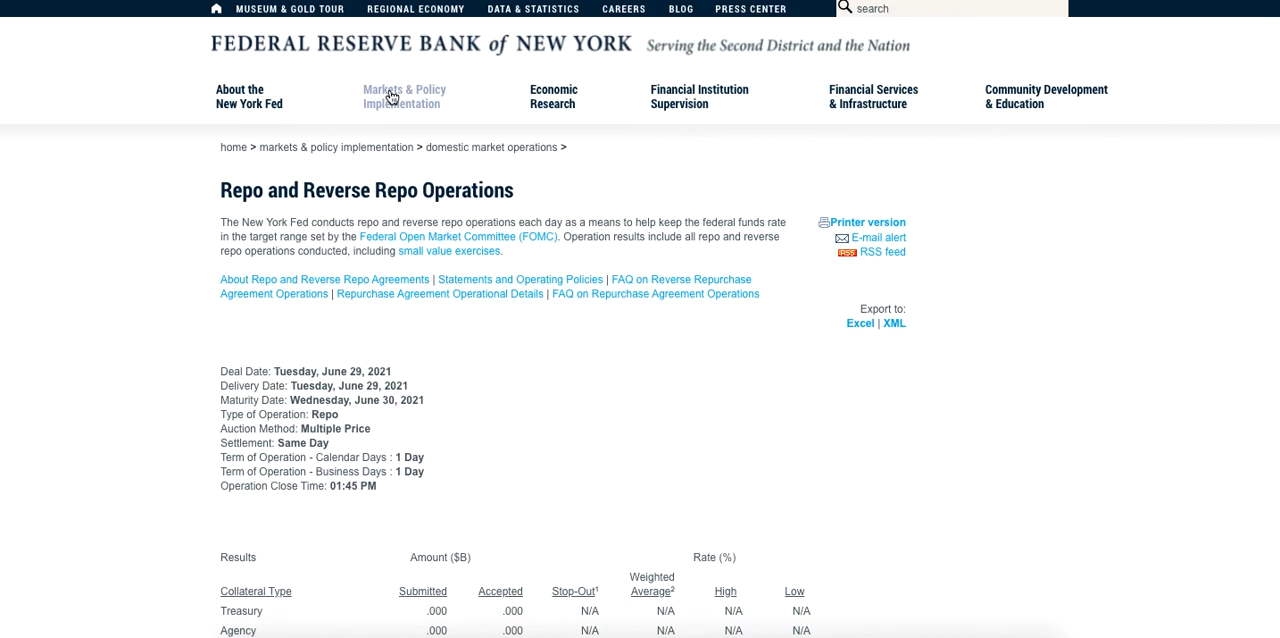 MUSEUM & GOLD TOUR REGIONAL ECONOMY DATA & STATISTICS CAREERS BLOG PRESS CENTER search
FEDERAL RESERVE BANK of NEW YORK Serving the Second District and the Nation
About the New York Fed
Markets & Policy Implementation
Economic Research
Financial Institution Supervision
Financial Services & Infrastructure
Community Development & Education
home > markets & policy implementation > domestic market operations >
Repo and Reverse Repo Operations
The New York Fed conducts repo and reverse repo operations each day as a means to help keep the federal funds rate
in the target range set by the Federal Open Market Committee (FOMC). Operation results include all repo and reverse
repo operations conducted, including small value exercises.
Printer version
E-mail alert
RSS RSS feed
About Repo and Reverse Repo Agreements | Statements and Operating Policies | FAQ on Reverse Repurchase
Agreement Operations | Repurchase Agreement Operational Details | FAQ on Repurchase Agreement Operations
Export to:
Excel | XML
Deal Date: Tuesday, June 29, 2021
Delivery Date: Tuesday, June 29, 2021
Maturity Date: Wednesday, June 30, 2021
Type of Operation: Repo
Auction Method: Multiple Price
Settlement: Same Day
Term of Operation - Calendar Days : 1 Day
Term of Operation - Business Days : 1 Day
Operation Close Time: 01:45 PM
Results Amount ($B) Rate (%)
Collateral Type Submitted Accepted Stop-Out¹ Weighted Average² High Low
Treasury .000 .000 N/A N/A N/A N/A
Agency .000 .000 N/A N/A N/A N/A